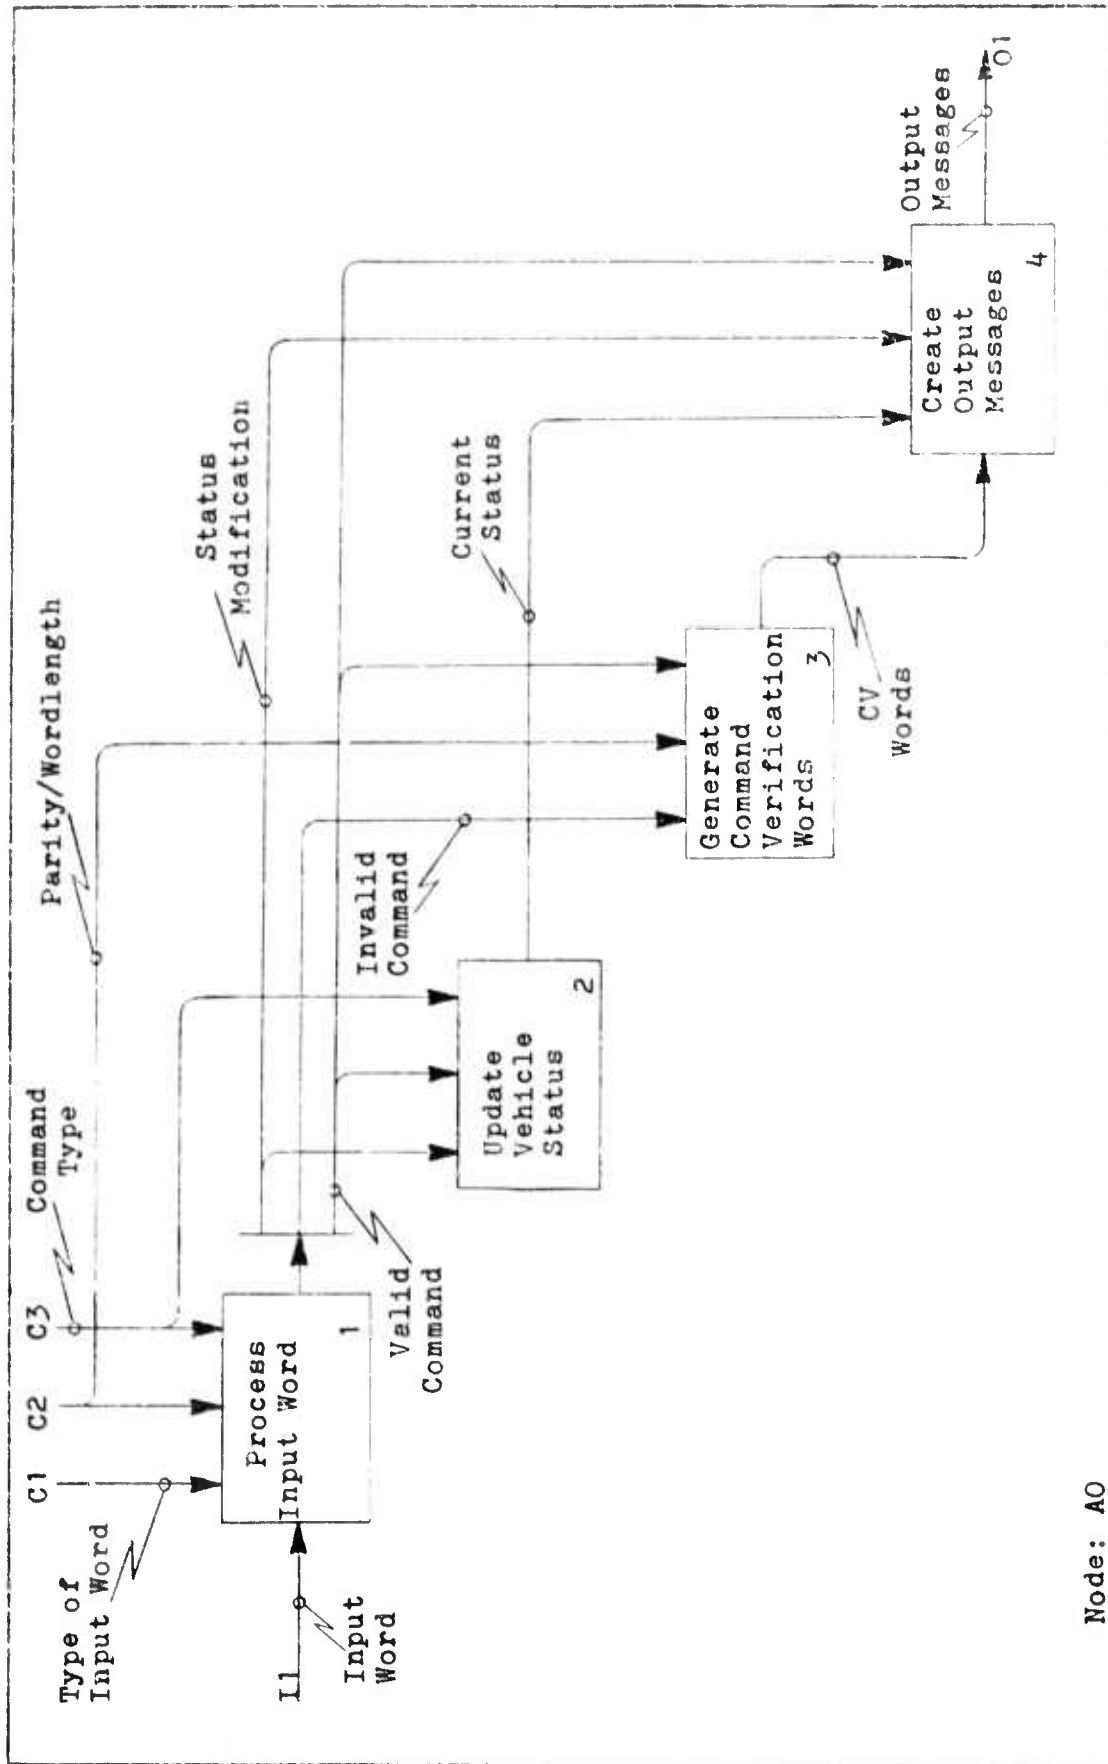 C1
C2
C3
Command
Type
Parity/Wordlength
Type of
Input Word
I1
Input
Word
Process
Input Word
1
Valid
Command
Status
Modification
Update
Vehicle
Status
2
Invalid
Command
Current
Status
Generate
Command
Verification
Words
3
CV
Words
Create
Output
Messages
4
Output
Messages
O1
Node: A0